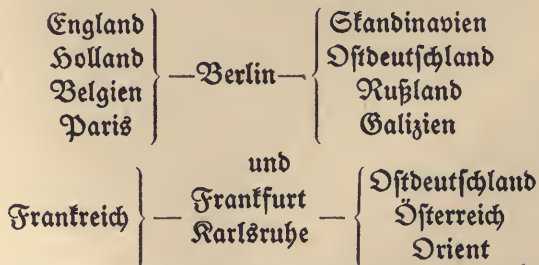 England
Holland
Belgien
Paris
—Berlin—
Skandinavien
Ostdeutschland
Rußland
Galizien
und
Frankreich
— Frankfurt
Karlsruhe —
Ostdeutschland
Österreich
Orient